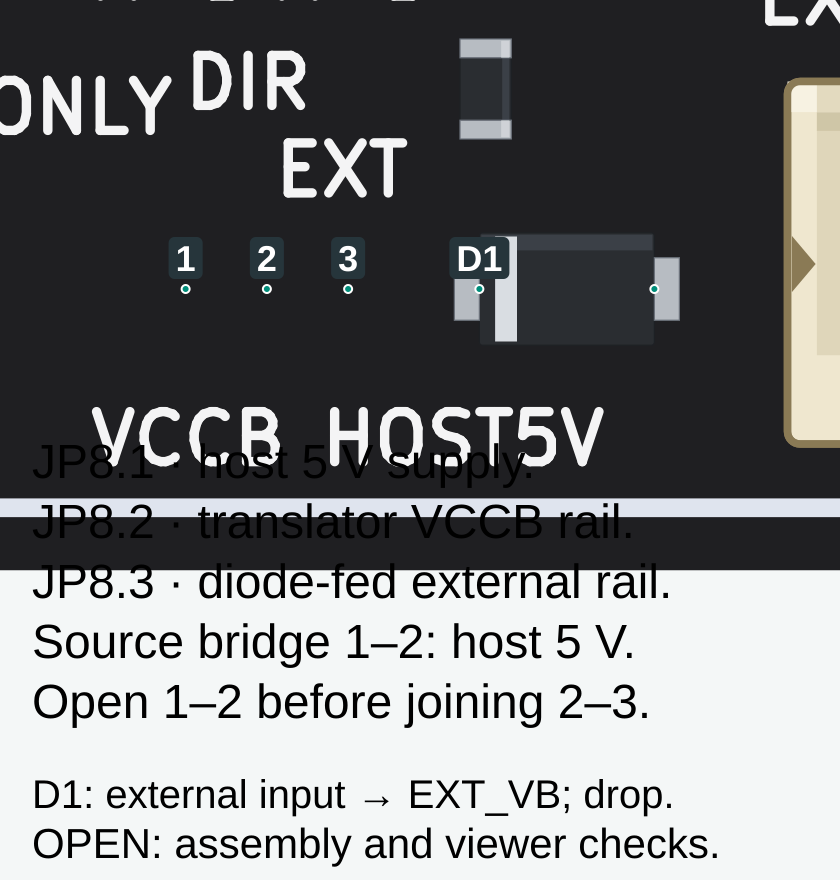 ONLY DIR
EXT
1 2 3 D1
VCCB HOST5V
JP8.1 · host 5 V supply.
JP8.2 · translator VCCB rail.
JP8.3 · diode-fed external rail.
Source bridge 1–2: host 5 V.
Open 1–2 before joining 2–3.
D1: external input → EXT_VB; drop.
OPEN: assembly and viewer checks.